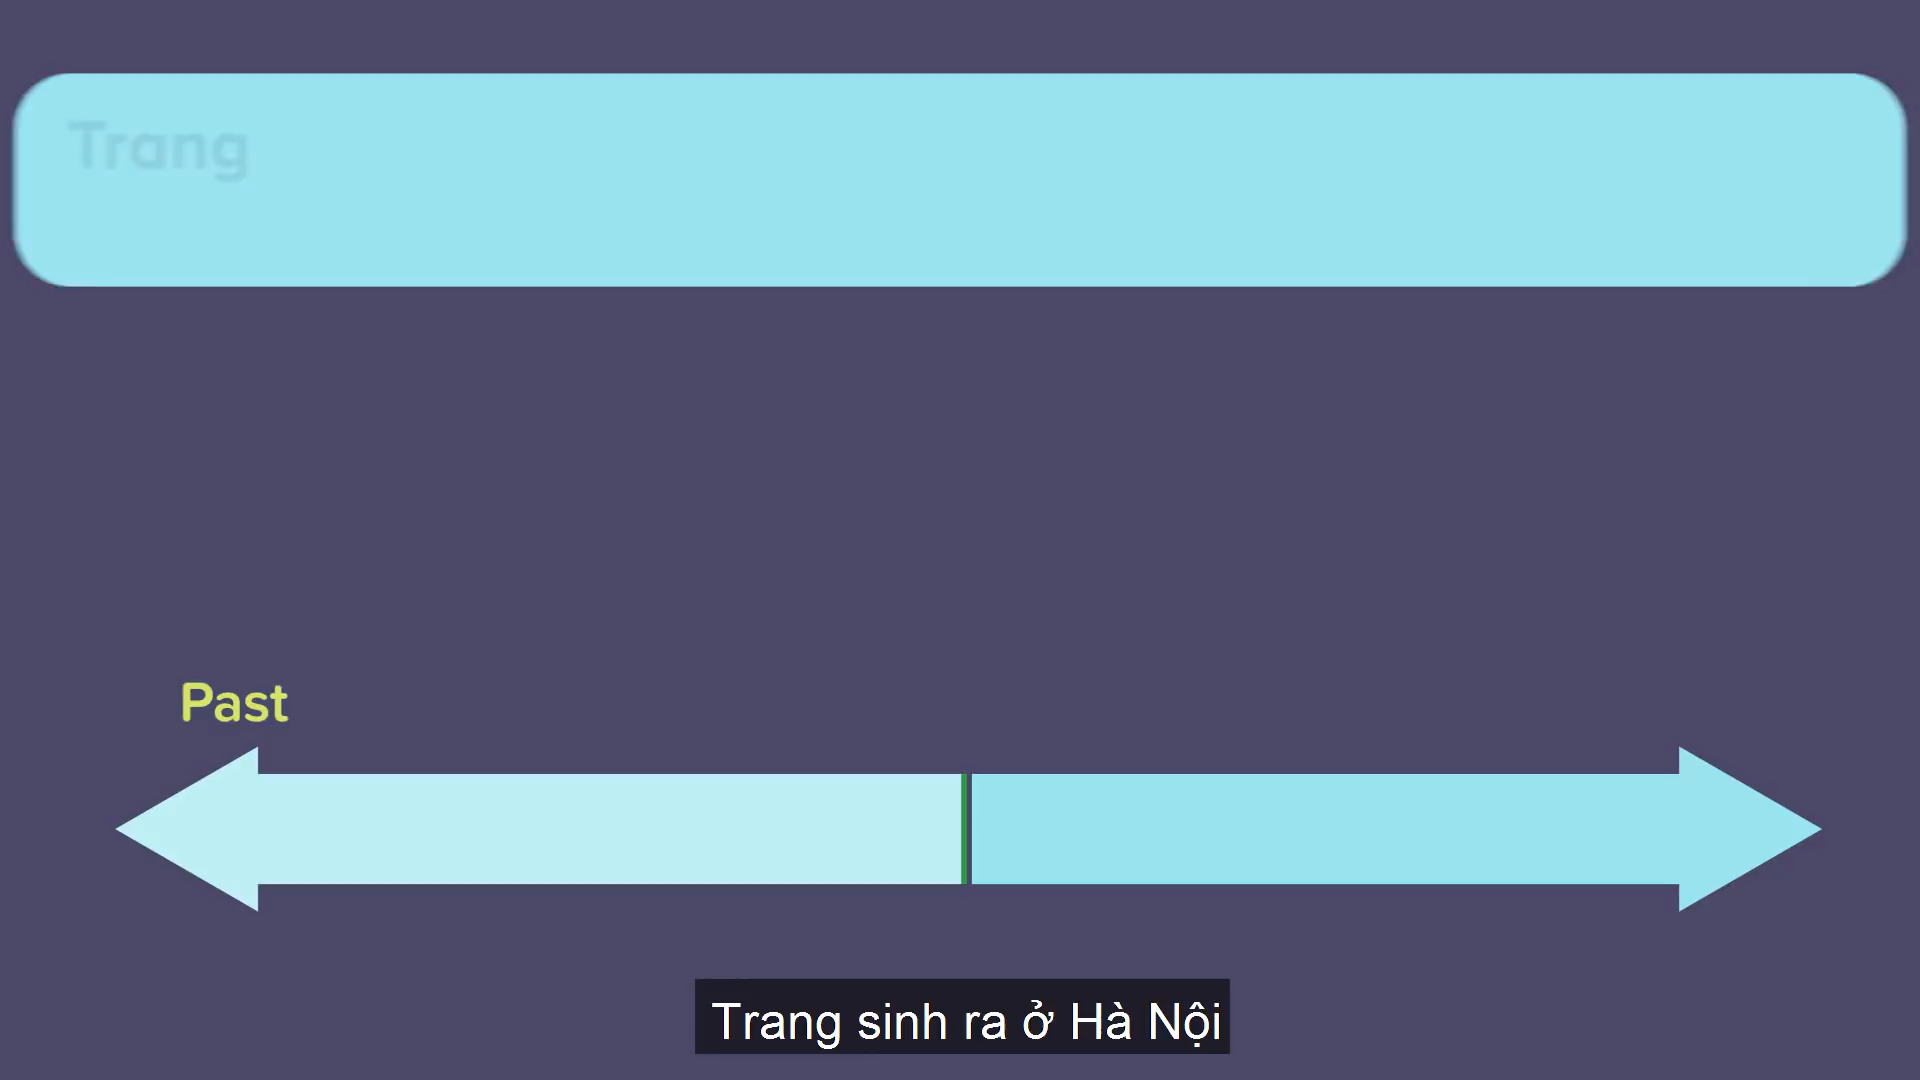 Trang
Past
Trang sinh ra ở Hà Nội